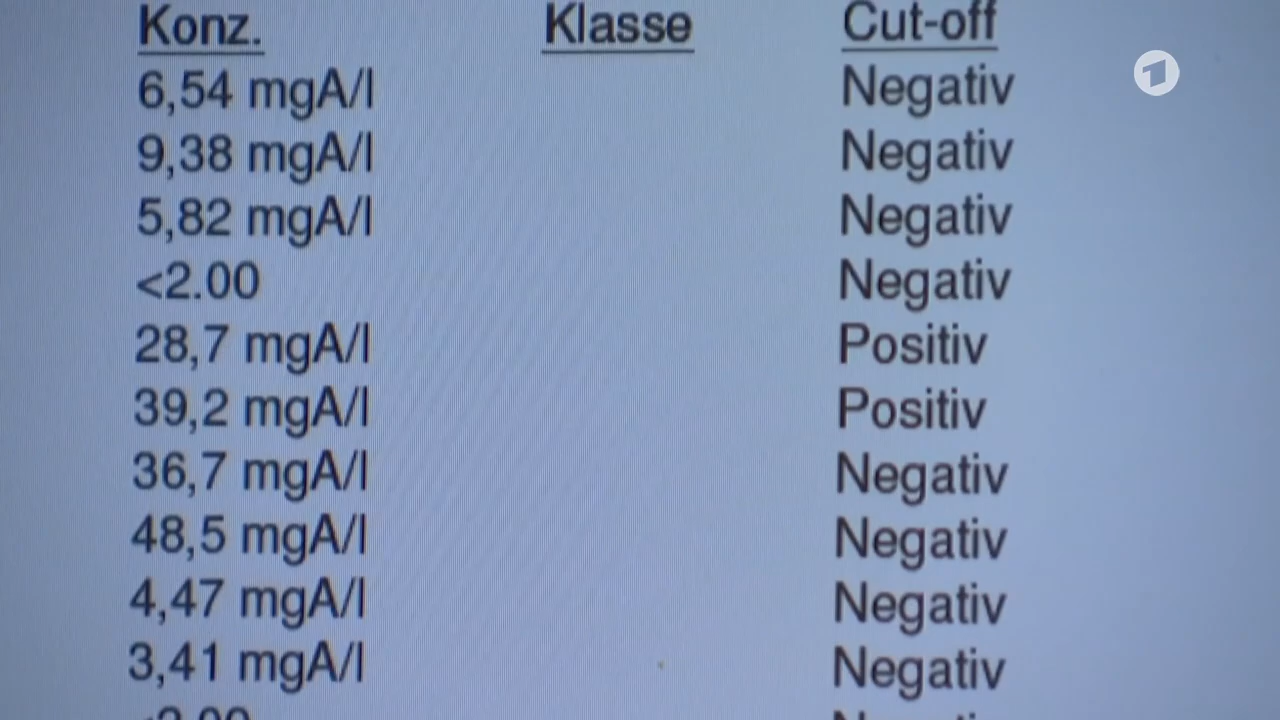 Konz. Klasse Cut-off
6,54 mgA/l Negativ
9,38 mgA/l Negativ
5,82 mgA/l Negativ
<2.00 Negativ
28,7 mgA/l Positiv
39,2 mgA/l Positiv
36,7 mgA/l Negativ
48,5 mgA/l Negativ
4,47 mgA/l Negativ
3,41 mgA/l Negativ